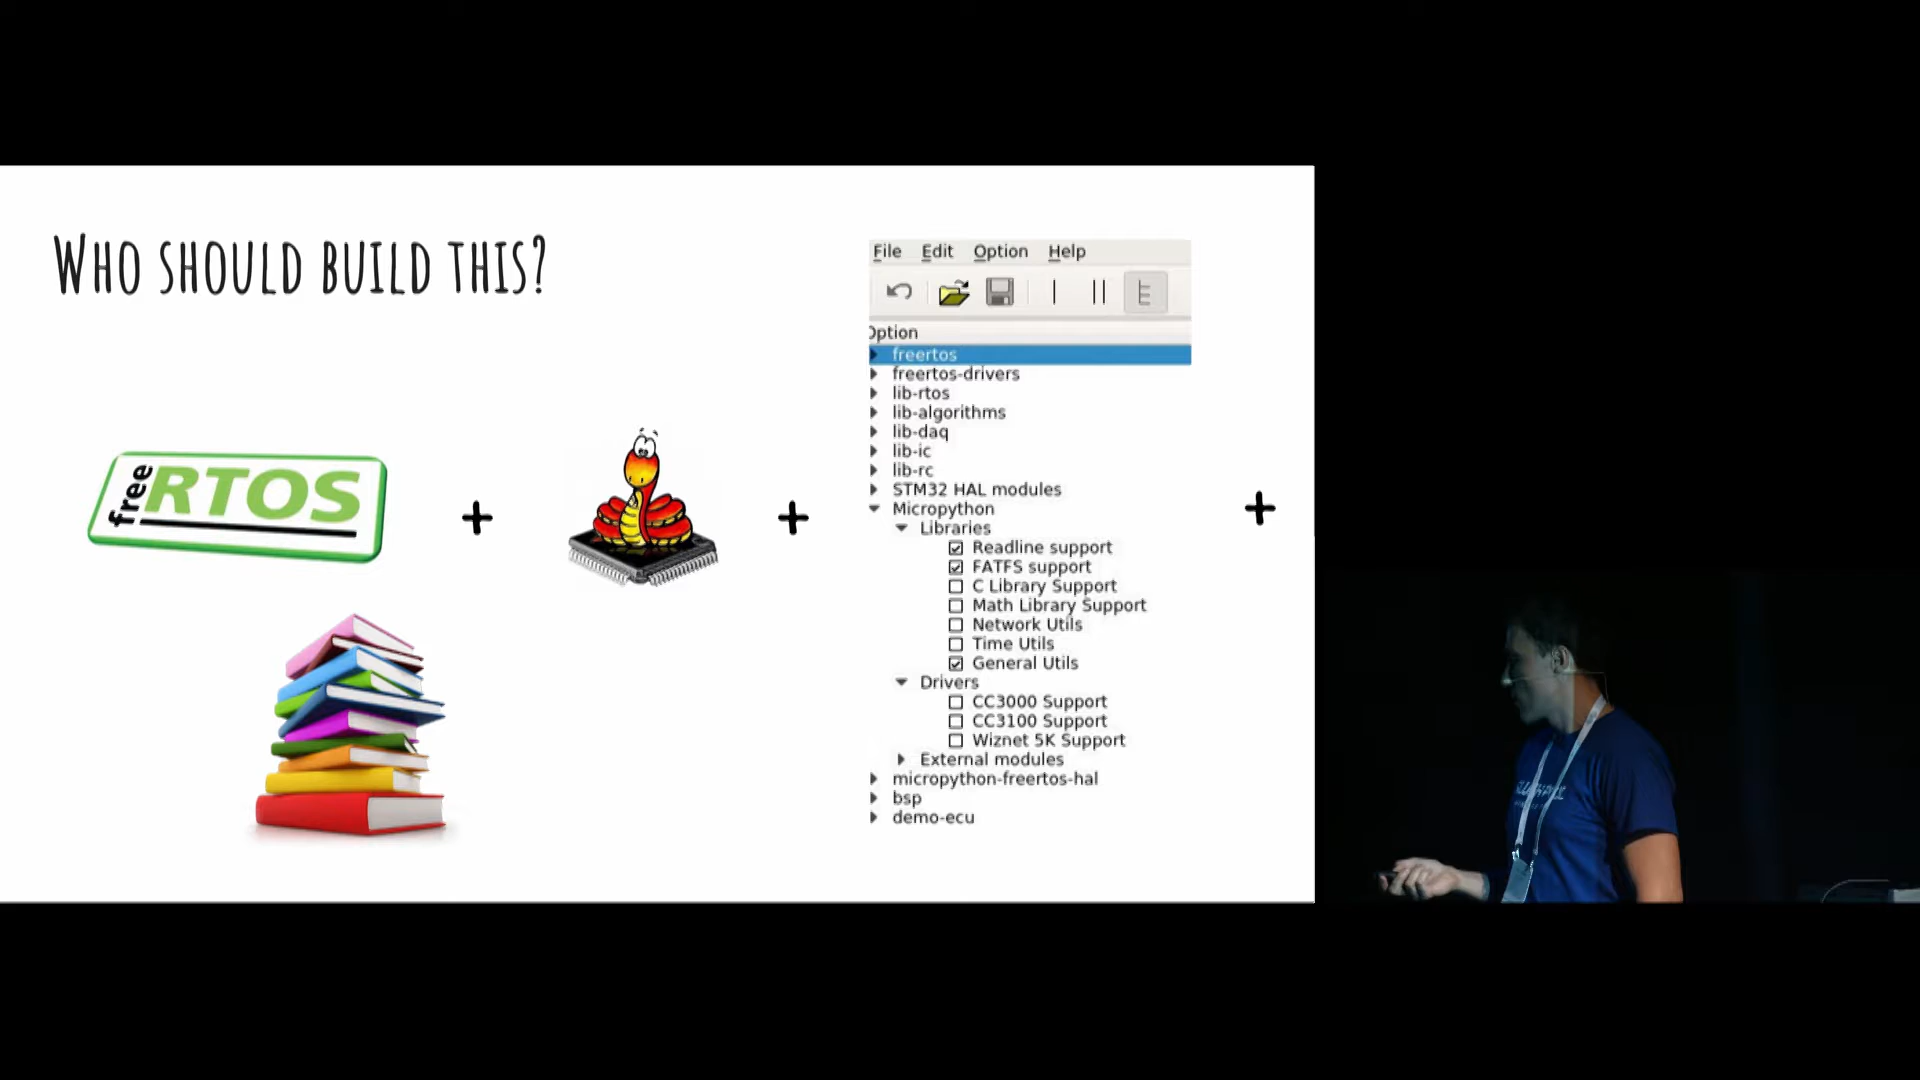 WHO SHOULD BUILD THIS?
free RTOS
+
+
+
File Edit Option Help
Option
freertos
freertos-drivers
lib-rtos
lib-algorithms
lib-daq
lib-ic
lib-rc
STM32 HAL modules
Micropython
Libraries
Readline support
FATFS support
C Library Support
Math Library Support
Network Utils
Time Utils
General Utils
Drivers
CC3000 Support
CC3100 Support
Wiznet 5K Support
External modules
micropython-freertos-hal
bsp
demo-ecu